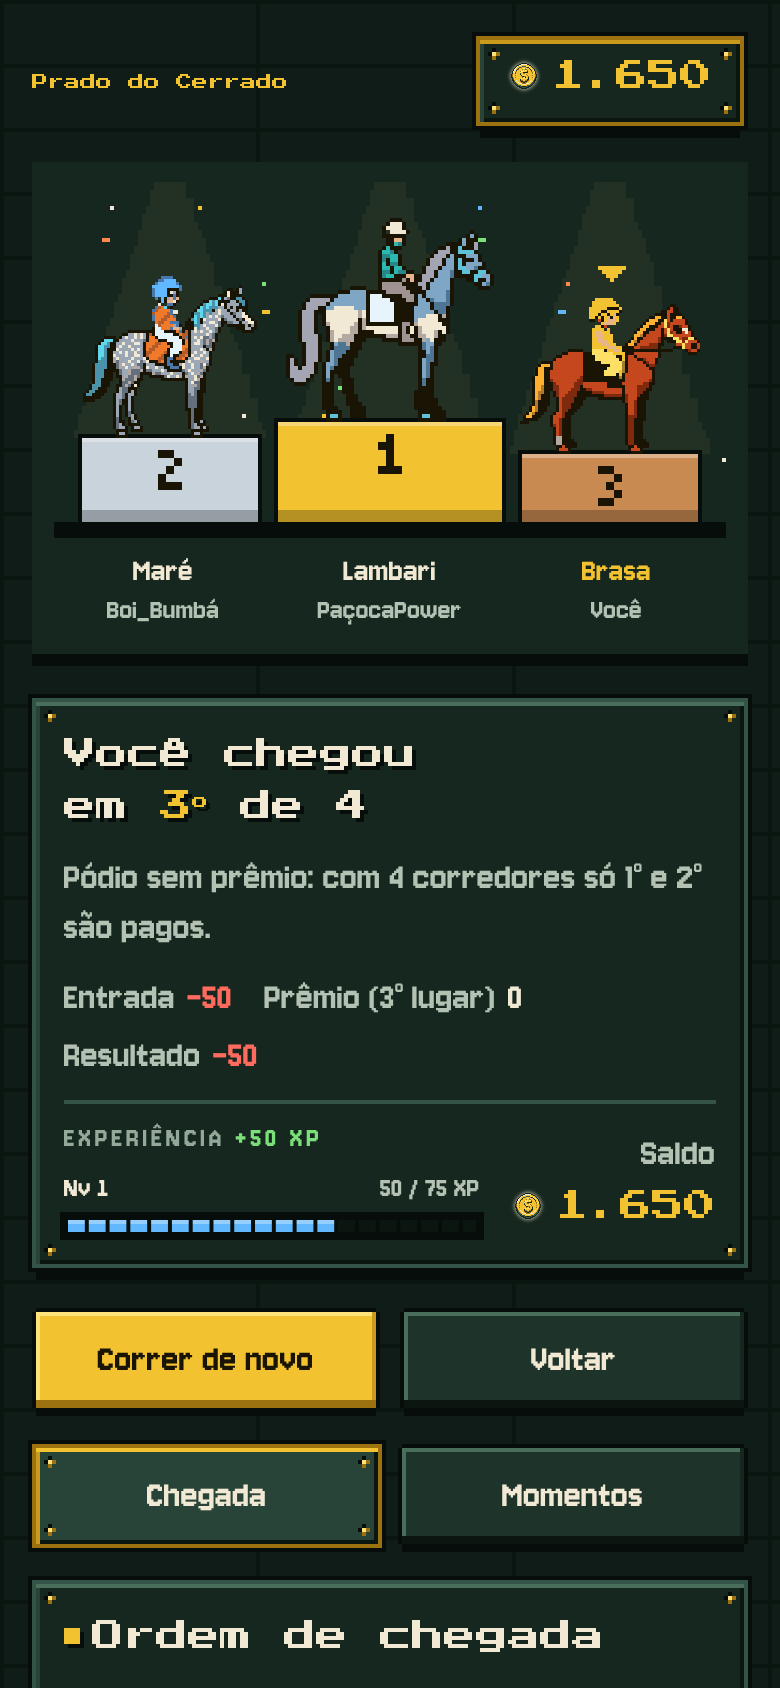 Prado do Cerrado
1.650
2
1
3
Maré
Lambari
Brasa
Boi_Bumbá
PaçocaPower
Você
Você chegou
em 3º de 4
Pódio sem prêmio: com 4 corredores só 1º e 2º
são pagos.
Entrada -50 Prêmio (3º lugar) 0
Resultado -50
EXPERIÊNCIA +50 XP
Saldo
Nv 1
50 / 75 XP
1.650
Correr de novo
Voltar
Chegada
Momentos
Ordem de chegada